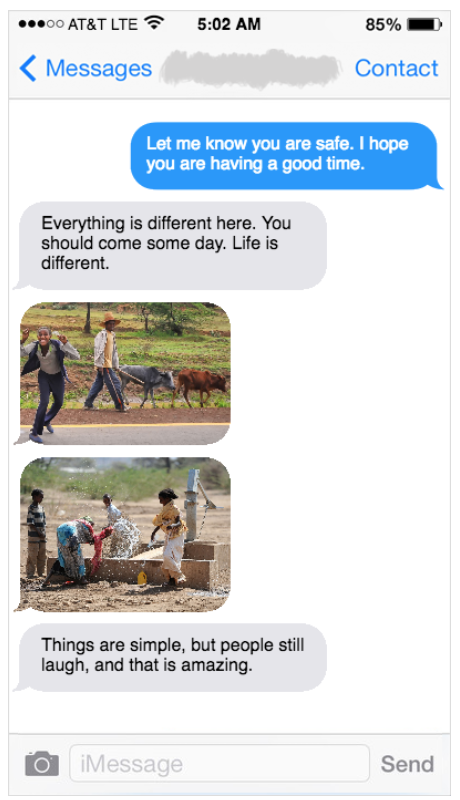 AT&T LTE 5:02 AM 85%
Messages Contact
Let me know you are safe. I hope
you are having a good time.
Everything is different here. You
should come some day. Life is
different.
Things are simple, but people still
laugh, and that is amazing.
iMessage Send